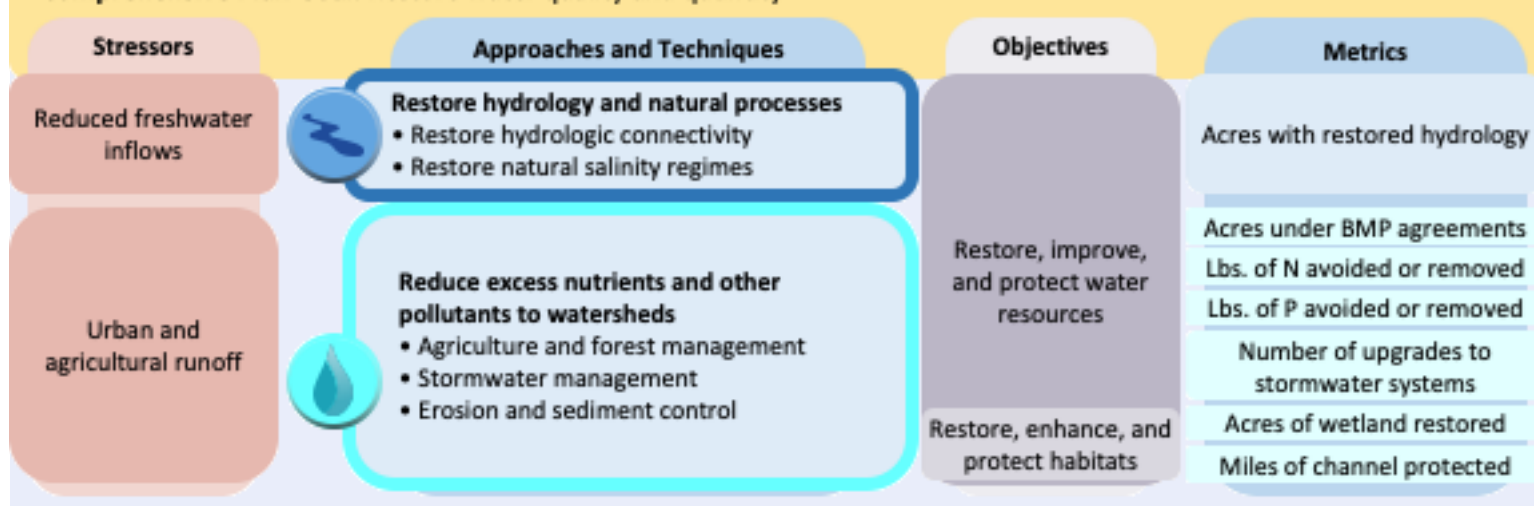 Stressors
Approaches and Techniques
Objectives
Metrics
Reduced freshwater
inflows
Restore hydrology and natural processes
• Restore hydrologic connectivity
• Restore natural salinity regimes
Acres with restored hydrology
Urban and
agricultural runoff
Reduce excess nutrients and other
pollutants to watersheds
• Agriculture and forest management
• Stormwater management
• Erosion and sediment control
Restore, improve,
and protect water
resources
Restore, enhance, and
protect habitats
Acres under BMP agreements
Lbs. of N avoided or removed
Lbs. of P avoided or removed
Number of upgrades to
stormwater systems
Acres of wetland restored
Miles of channel protected